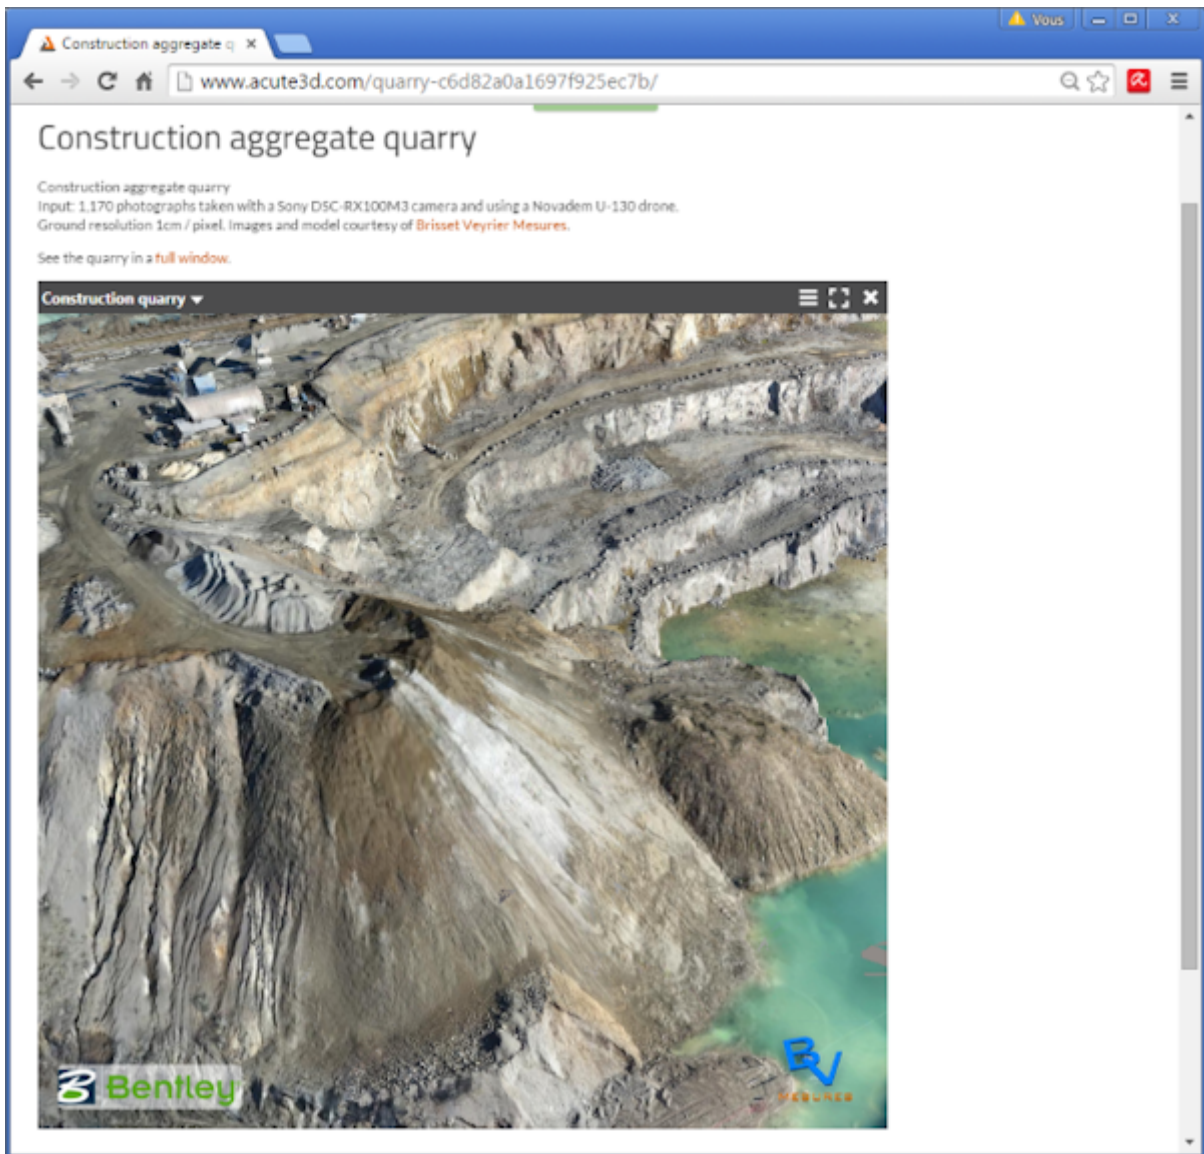 Vous
Construction aggregate q
www.acute3d.com/quarry-c6d82a0a1697f925ec7b/
Construction aggregate quarry
Construction aggregate quarry
Input: 1,170 photographs taken with a Sony DSC-RX100M3 camera and using a Novadem U-130 drone.
Ground resolution 1cm / pixel. Images and model courtesy of Brisset Veyrier Mesures.
See the quarry in a full window.
Construction quarry
BV
MESURES
Bentley